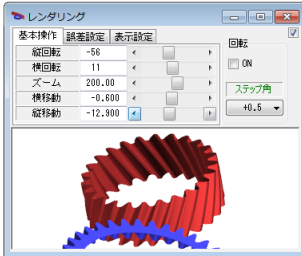 レンダリング
基本操作 誤差設定 表示設定
縦回転 -56
横回転 11
ズーム 200.00
横移動 -0.600
縦移動 -12.900
回転
ON
ステップ角
+0.5